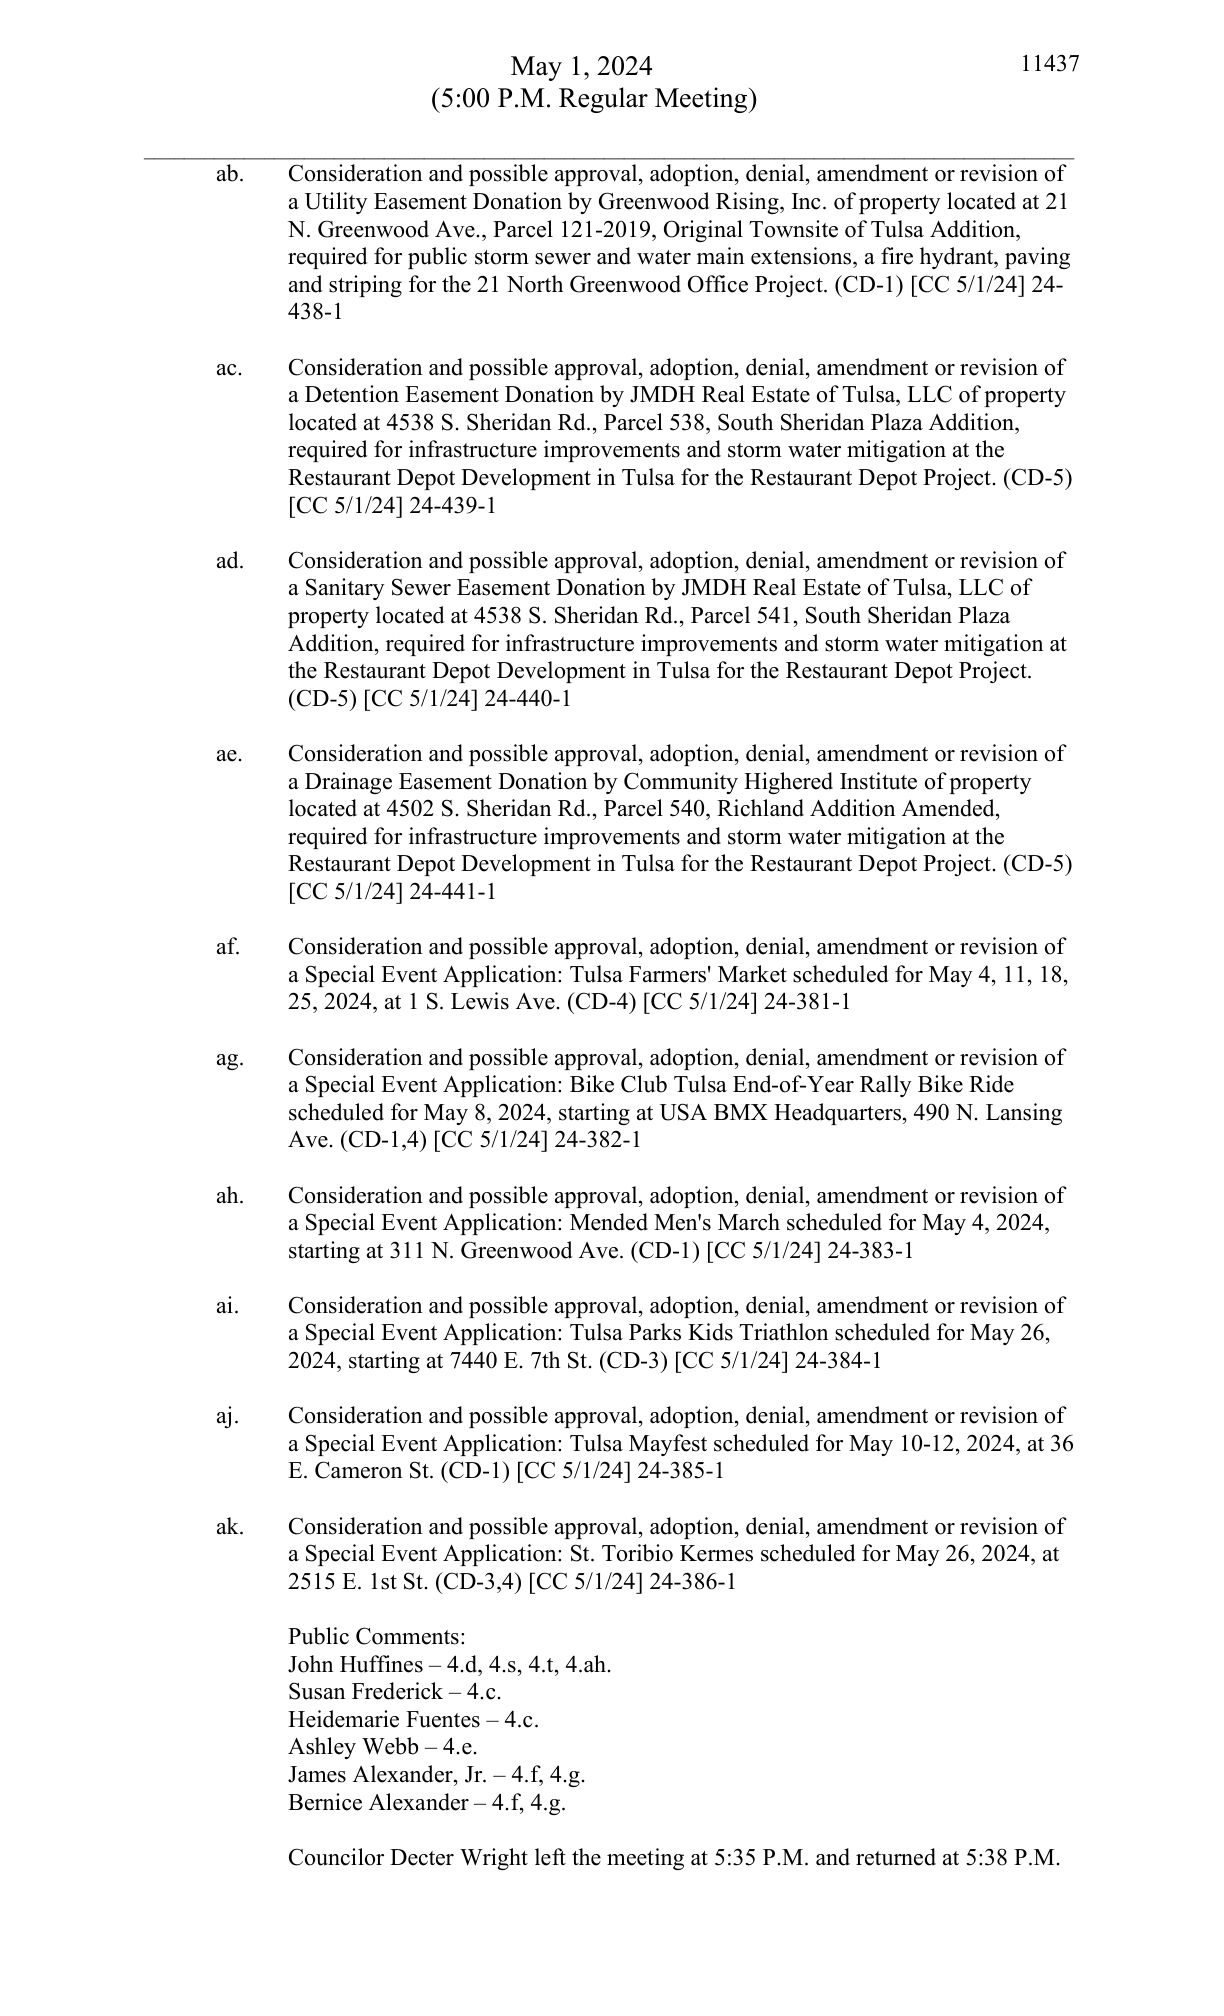 May 1, 2024
11437
(5:00 P.M. Regular Meeting)
ab. Consideration and possible approval, adoption, denial, amendment or revision of
a Utility Easement Donation by Greenwood Rising, Inc. of property located at 21
N. Greenwood Ave., Parcel 121-2019, Original Townsite of Tulsa Addition,
required for public storm sewer and water main extensions, a fire hydrant, paving
and striping for the 21 North Greenwood Office Project. (CD-1) [CC 5/1/24] 24-
438-1
ac. Consideration and possible approval, adoption, denial, amendment or revision of
a Detention Easement Donation by JMDH Real Estate of Tulsa, LLC of property
located at 4538 S. Sheridan Rd., Parcel 538, South Sheridan Plaza Addition,
required for infrastructure improvements and storm water mitigation at the
Restaurant Depot Development in Tulsa for the Restaurant Depot Project. (CD-5)
[CC 5/1/24] 24-439-1
ad. Consideration and possible approval, adoption, denial, amendment or revision of
a Sanitary Sewer Easement Donation by JMDH Real Estate of Tulsa, LLC of
property located at 4538 S. Sheridan Rd., Parcel 541, South Sheridan Plaza
Addition, required for infrastructure improvements and storm water mitigation at
the Restaurant Depot Development in Tulsa for the Restaurant Depot Project.
(CD-5) [CC 5/1/24] 24-440-1
ae. Consideration and possible approval, adoption, denial, amendment or revision of
a Drainage Easement Donation by Community Highered Institute of property
located at 4502 S. Sheridan Rd., Parcel 540, Richland Addition Amended,
required for infrastructure improvements and storm water mitigation at the
Restaurant Depot Development in Tulsa for the Restaurant Depot Project. (CD-5)
[CC 5/1/24] 24-441-1
af. Consideration and possible approval, adoption, denial, amendment or revision of
a Special Event Application: Tulsa Farmers' Market scheduled for May 4, 11, 18,
25, 2024, at 1 S. Lewis Ave. (CD-4) [CC 5/1/24] 24-381-1
ag. Consideration and possible approval, adoption, denial, amendment or revision of
a Special Event Application: Bike Club Tulsa End-of-Year Rally Bike Ride
scheduled for May 8, 2024, starting at USA BMX Headquarters, 490 N. Lansing
Ave. (CD-1,4) [CC 5/1/24] 24-382-1
ah. Consideration and possible approval, adoption, denial, amendment or revision of
a Special Event Application: Mended Men's March scheduled for May 4, 2024,
starting at 311 N. Greenwood Ave. (CD-1) [CC 5/1/24] 24-383-1
ai. Consideration and possible approval, adoption, denial, amendment or revision of
a Special Event Application: Tulsa Parks Kids Triathlon scheduled for May 26,
2024, starting at 7440 E. 7th St. (CD-3) [CC 5/1/24] 24-384-1
aj. Consideration and possible approval, adoption, denial, amendment or revision of
a Special Event Application: Tulsa Mayfest scheduled for May 10-12, 2024, at 36
E. Cameron St. (CD-1) [CC 5/1/24] 24-385-1
ak. Consideration and possible approval, adoption, denial, amendment or revision of
a Special Event Application: St. Toribio Kermes scheduled for May 26, 2024, at
2515 E. 1st St. (CD-3,4) [CC 5/1/24] 24-386-1
Public Comments:
John Huffines – 4.d, 4.s, 4.t, 4.ah.
Susan Frederick – 4.c.
Heidemarie Fuentes – 4.c.
Ashley Webb – 4.e.
James Alexander, Jr. – 4.f, 4.g.
Bernice Alexander – 4.f, 4.g.
Councilor Decter Wright left the meeting at 5:35 P.M. and returned at 5:38 P.M.